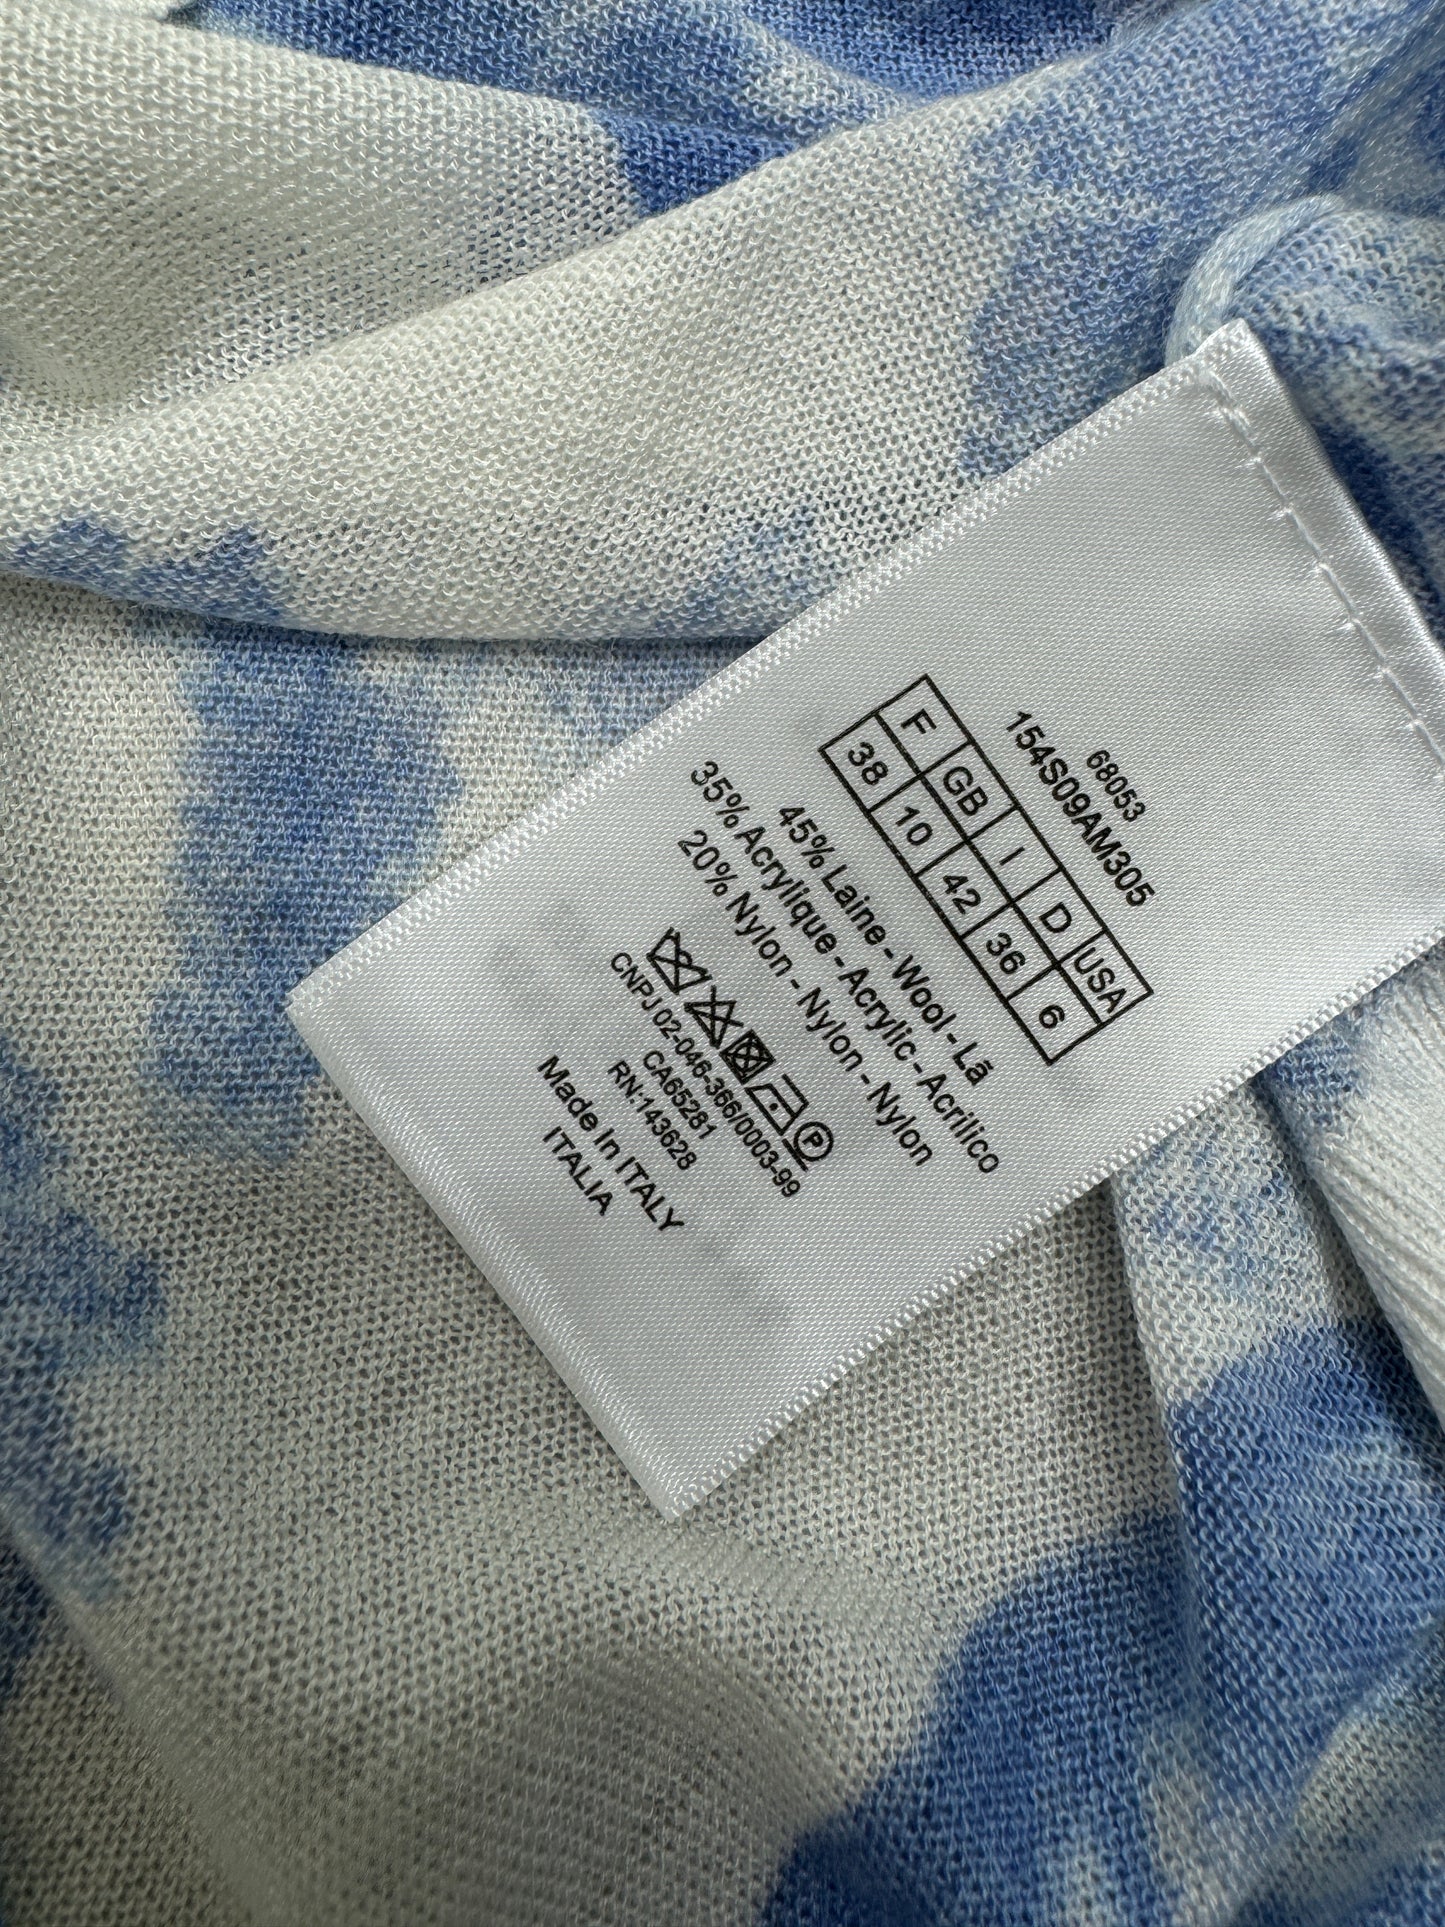 68053
154S09AM305
F GB I D USA
38 10 42 36 6
45% Laine - Wool - Lã
35% Acrylique - Acrylic - Acrilico
20% Nylon - Nylon - Nylon
P
CNPJ 02-046-366/0003-99
CA65281
RN:143628
Made In ITALY
ITALIA